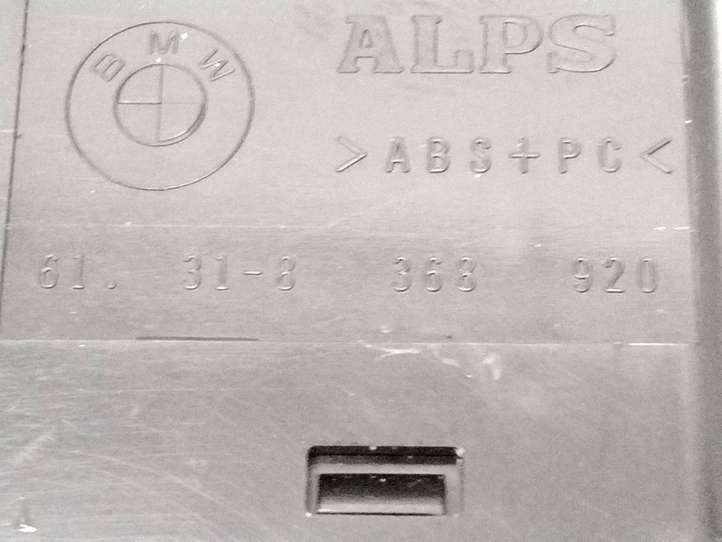 BMW
ALPS
>ABS+PC<
61. 31-8 368 920